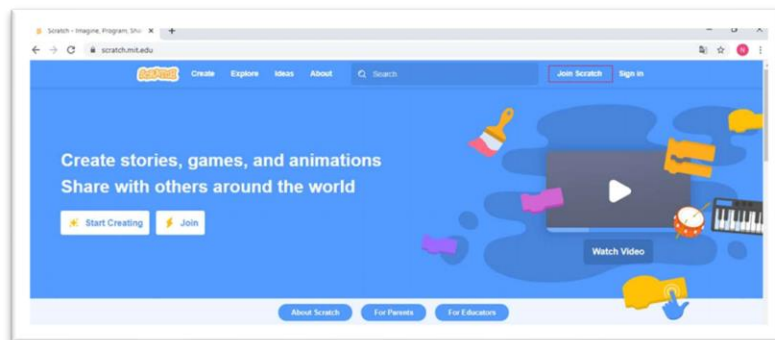 Scratch - Imagine, Program, Sha
scratch.mit.edu
SCRATCH Create Explore Ideas About Search Join Scratch Sign in
Create stories, games, and animations
Share with others around the world
Start Creating Join
Watch Video
About Scratch For Parents For Educators